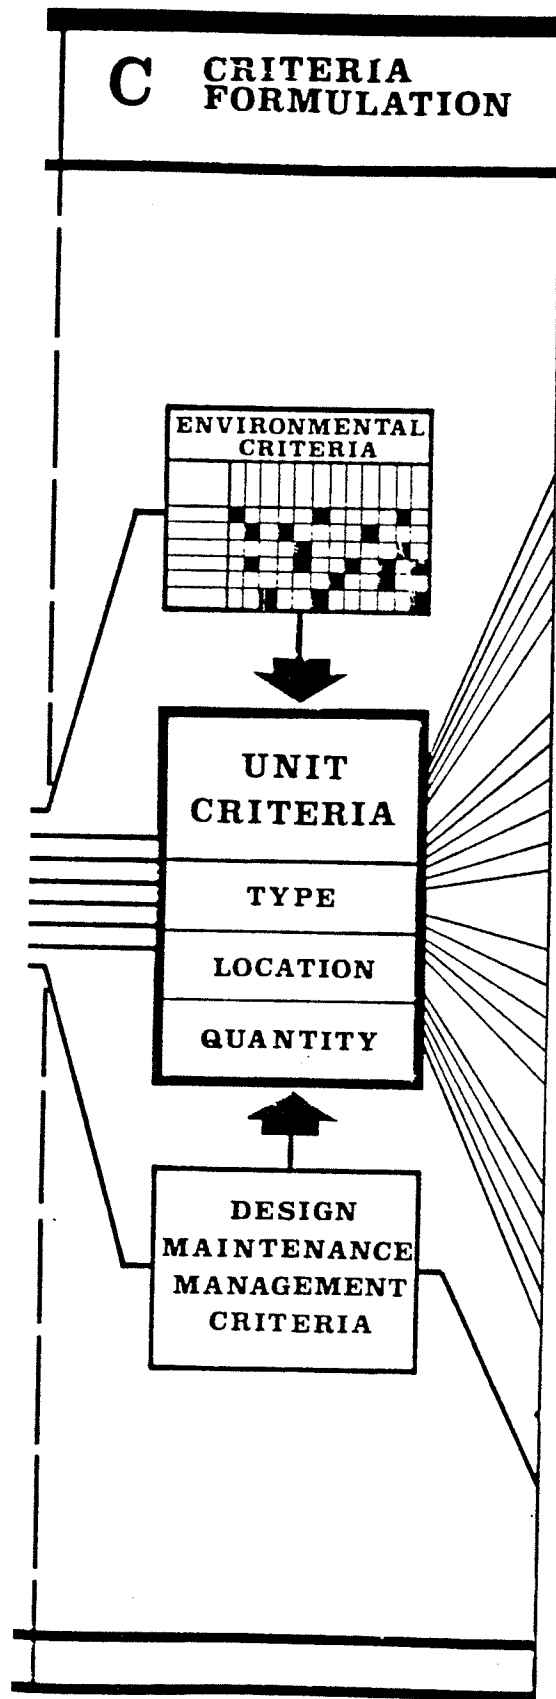 C CRITERIA
FORMULATION
ENVIRONMENTAL
CRITERIA
UNIT
CRITERIA
TYPE
LOCATION
QUANTITY
DESIGN
MAINTENANCE
MANAGEMENT
CRITERIA